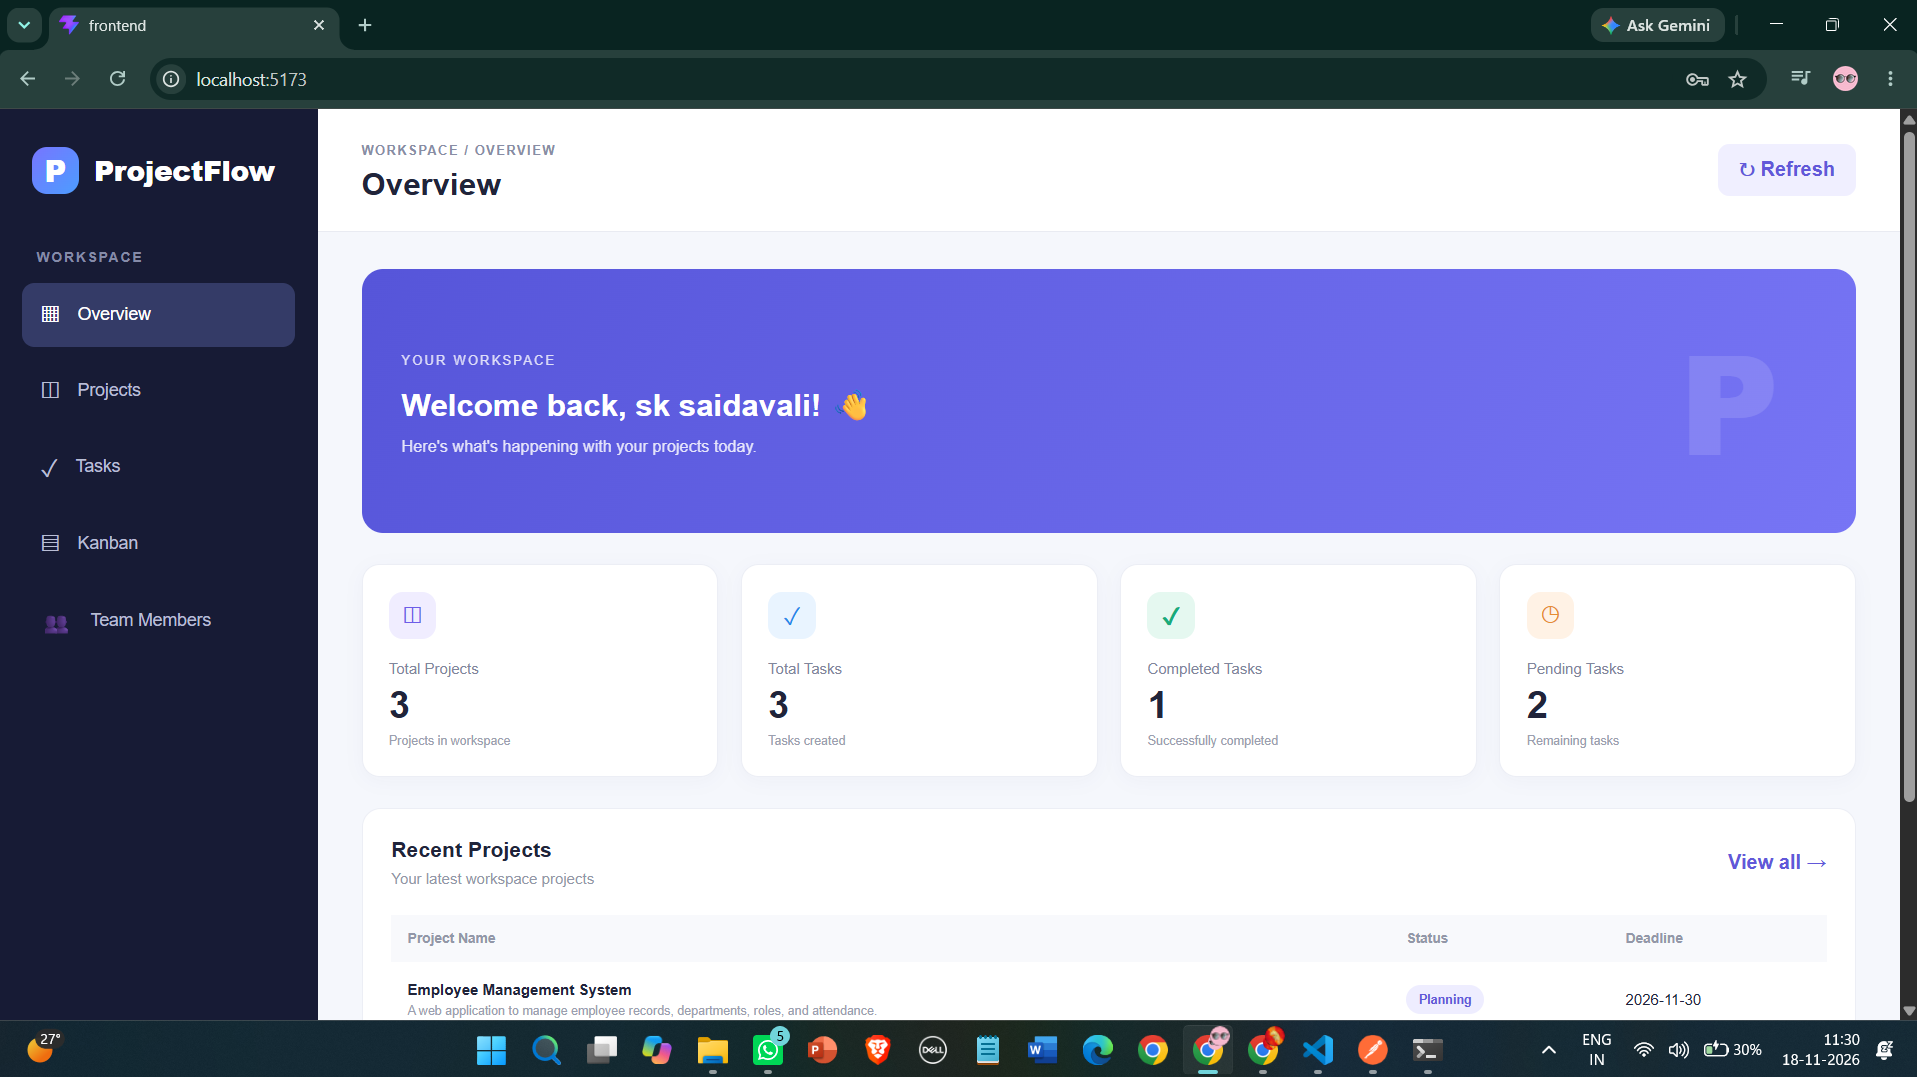 frontend
Ask Gemini
localhost:5173
P ProjectFlow
WORKSPACE
Overview
Projects
Tasks
Kanban
Team Members
WORKSPACE / OVERVIEW
Overview
↻ Refresh
YOUR WORKSPACE
Welcome back, sk saidavali! 👋
Here's what's happening with your projects today.
P
Total Projects
3
Projects in workspace
Total Tasks
3
Tasks created
Completed Tasks
1
Successfully completed
Pending Tasks
2
Remaining tasks
Recent Projects
Your latest workspace projects
View all →
Project Name Status Deadline
Employee Management System
A web application to manage employee records, departments, roles, and attendance.
Planning
2026-11-30
27°
5
P
DELL
W
ENG
IN
30%
11:30
18-11-2026